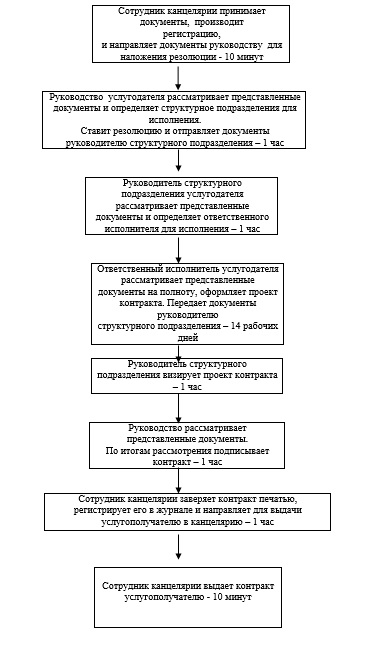 Сотрудник канцелярии принимает
документы, производит
регистрацию,
и направляет документы руководству для
наложения резолюции - 10 минут
Руководство услугодателя рассматривает представленные
документы и определяет структурное подразделения для
исполнения.
Ставит резолюцию и отправляет документы
руководителю структурного подразделения – 1 час
Руководитель структурного
подразделения услугодателя
рассматривает представленные
документы и определяет ответственного
исполнителя для исполнения – 1 час
Ответственный исполнитель услугодателя
рассматривает представленные
документы на полноту, оформляет проект
контракта. Передает документы
руководителю
структурного подразделения – 14 рабочих
дней
Руководитель структурного
подразделения визирует проект контракта
– 1 час
Руководство рассматривает
представленные документы.
По итогам рассмотрения подписывает
контракт – 1 час
Сотрудник канцелярии заверяет контракт печатью,
регистрирует его в журнале и направляет для выдачи
услугополучателю в канцелярию – 1 час
Сотрудник канцелярии выдает контракт
услугополучателю - 10 минут